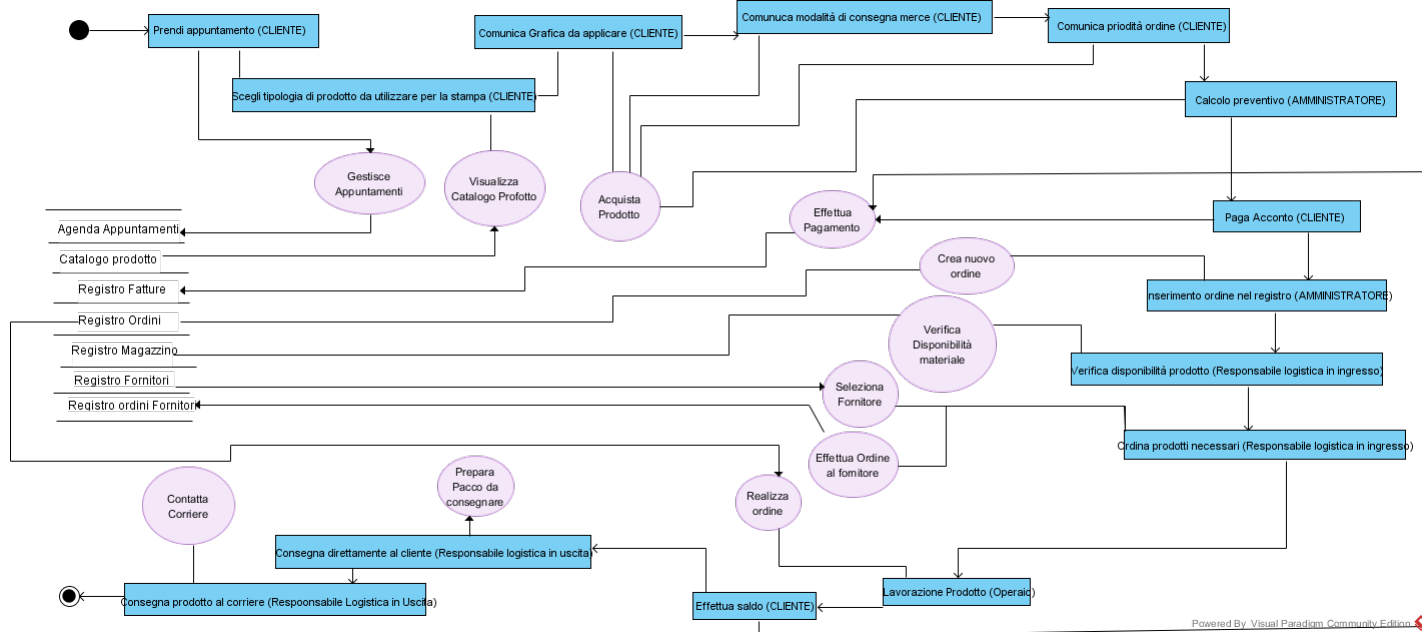 Prendi appuntamento (CLIENTE)
Comunica Grafica da applicare (CLIENTE)
Comunuca modalità di consegna merce (CLIENTE)
Comunica priodità ordine (CLIENTE)
Scegli tipologia di prodotto da utilizzare per la stampa (CLIENTE)
Calcolo preventivo (AMMINISTRATORE)
Gestisce
Appuntamenti
Visualizza
Catalogo Profotto
Acquista
Prodotto
Effettua
Pagamento
Paga Acconto (CLIENTE)
Agenda Appuntamenti
Catalogo prodotto
Registro Fatture
Registro Ordini
Registro Magazzino
Registro Fornitori
Registro ordini Fornitori
Crea nuovo
ordine
nserimento ordine nel registro (AMMINISTRATORE)
Verifica
Disponibilità
materiale
Verifica disponibilità prodotto (Responsabile logistica in ingresso)
Seleziona
Fornitore
Ordina prodotti necessari (Responsabile logistica in ingresso)
Effettua Ordine
al fornitore
Contatta
Corriere
Prepara
Pacco da
consegnare
Realizza
ordine
Consegna direttamente al cliente (Responsabile logistica in uscita)
Consegna prodotto al corriere (Respoonsabile Logistica in Uscita)
Effettua saldo (CLIENTE)
Lavorazione Prodotto (Operaio)
Powered By Visual Paradigm Community Edition